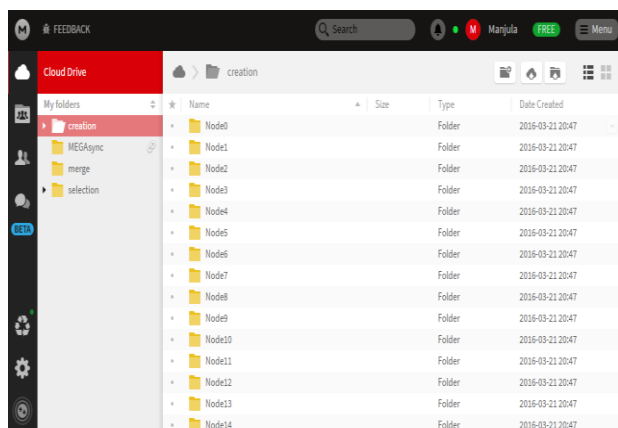 M FEEDBACK Search M Manjula FREE Menu
Cloud Drive creation
My folders Name Size Type Date Created
creation Node0 Folder 2016-03-21 20:47
MEGAsync Node1 Folder 2016-03-21 20:47
merge Node2 Folder 2016-03-21 20:47
selection Node3 Folder 2016-03-21 20:47
Node4 Folder 2016-03-21 20:47
BETA Node5 Folder 2016-03-21 20:47
Node6 Folder 2016-03-21 20:47
Node7 Folder 2016-03-21 20:47
Node8 Folder 2016-03-21 20:47
Node9 Folder 2016-03-21 20:47
Node10 Folder 2016-03-21 20:47
Node11 Folder 2016-03-21 20:47
Node12 Folder 2016-03-21 20:47
Node13 Folder 2016-03-21 20:47
Node14 Folder 2016-03-21 20:47